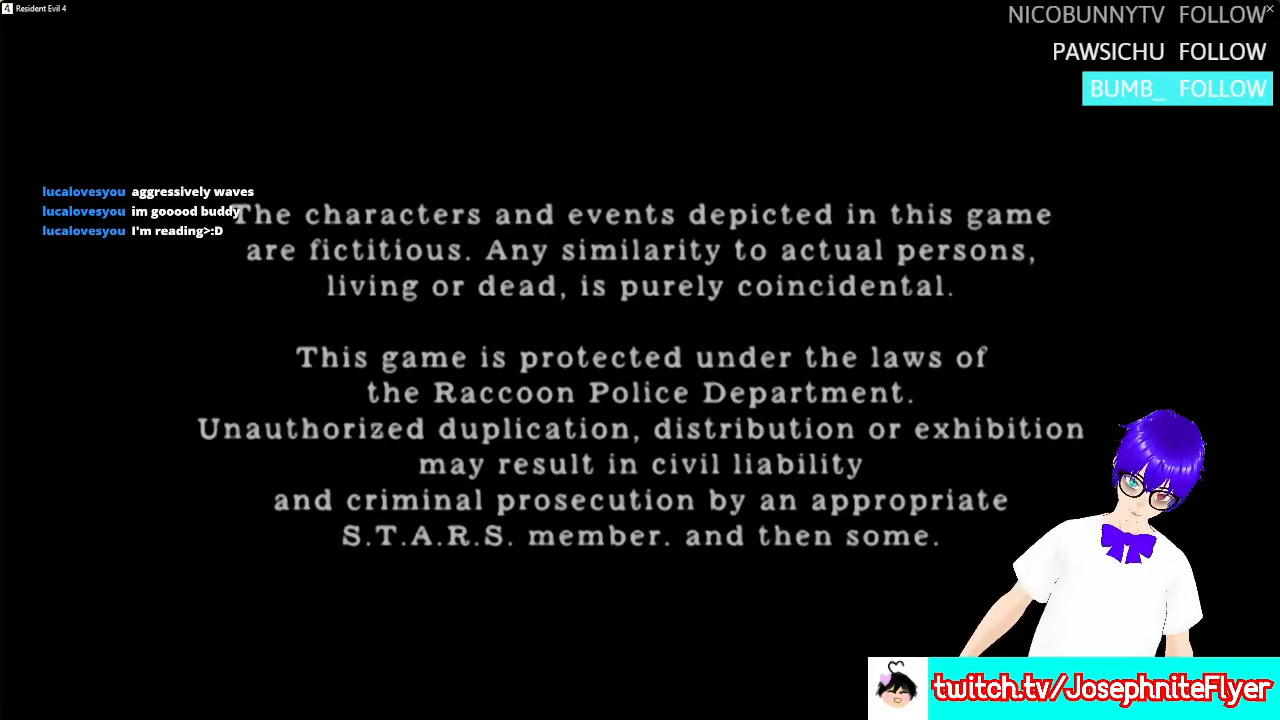 4 Resident Evil 4
NICOBUNNYTV FOLLOW
PAWSICHU FOLLOW
BUMB_ FOLLOW
lucalovesyou aggressively waves
lucalovesyou im gooood buddy
lucalovesyou I'm reading>:D
The characters and events depicted in this game
are fictitious. Any similarity to actual persons,
living or dead, is purely coincidental.
This game is protected under the laws of
the Raccoon Police Department.
Unauthorized duplication, distribution or exhibition
may result in civil liability
and criminal prosecution by an appropriate
S.T.A.R.S. member. and then some.
twitch.tv/JosephniteFlyer